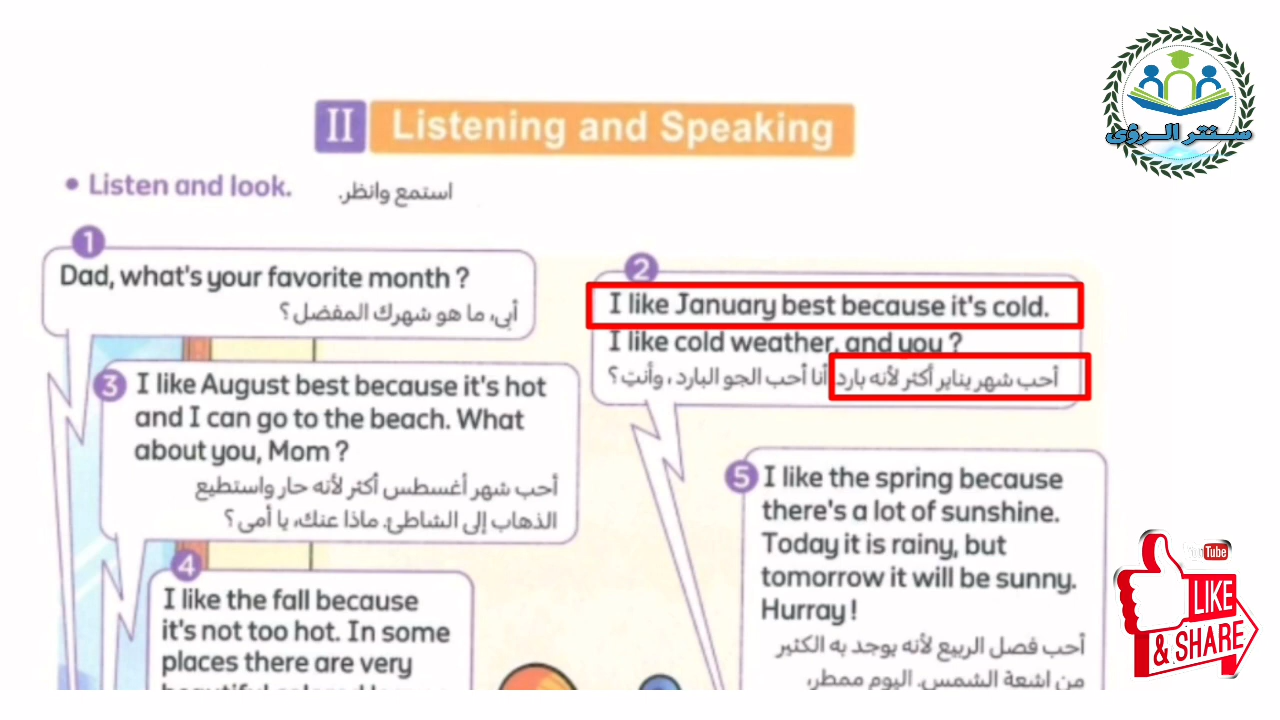 سنتر الرؤى
II Listening and Speaking
• Listen and look. استمع وانظر.
1
Dad, what's your favorite month ?
أبي، ما هو شهرك المفضل ؟
2
I like January best because it's cold.
I like cold weather, and you ?
أحب شهر يناير أكثر لأنه بارد. أنا أحب الجو البارد ، وأنتِ ؟
3
I like August best because it's hot
and I can go to the beach. What
about you, Mom ?
أحب شهر أغسطس أكثر لأنه حار واستطيع
الذهاب إلى الشاطئ. ماذا عنك، يا أمى ؟
4
I like the fall because
it's not too hot. In some
places there are very
5
I like the spring because
there's a lot of sunshine.
Today it is rainy, but
tomorrow it will be sunny.
Hurray !
أحب فصل الربيع لأنه يوجد به الكثير
من اشعة الشمس. اليوم ممطر،
YouTube
LIKE
& SHARE